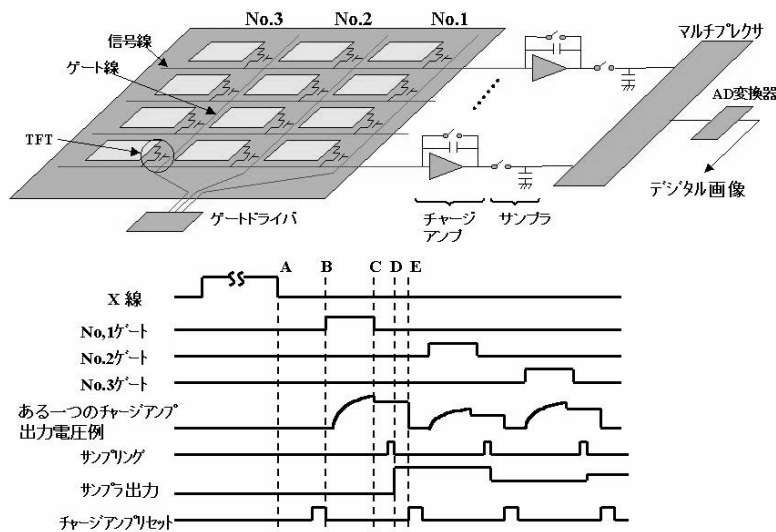 No.3 No.2 No.1
信号線
ゲート線
TFT
ゲートドライバ
チャージ
アンプ
サンプラ
マルチプレクサ
AD変換器
デジタル画像
A B C D E
X 線
No,1ゲート
No.2ゲート
No.3ゲート
ある一つのチャージアンプ
出力電圧例
サンプリング
サンプラ出力
チャージアンプリセット